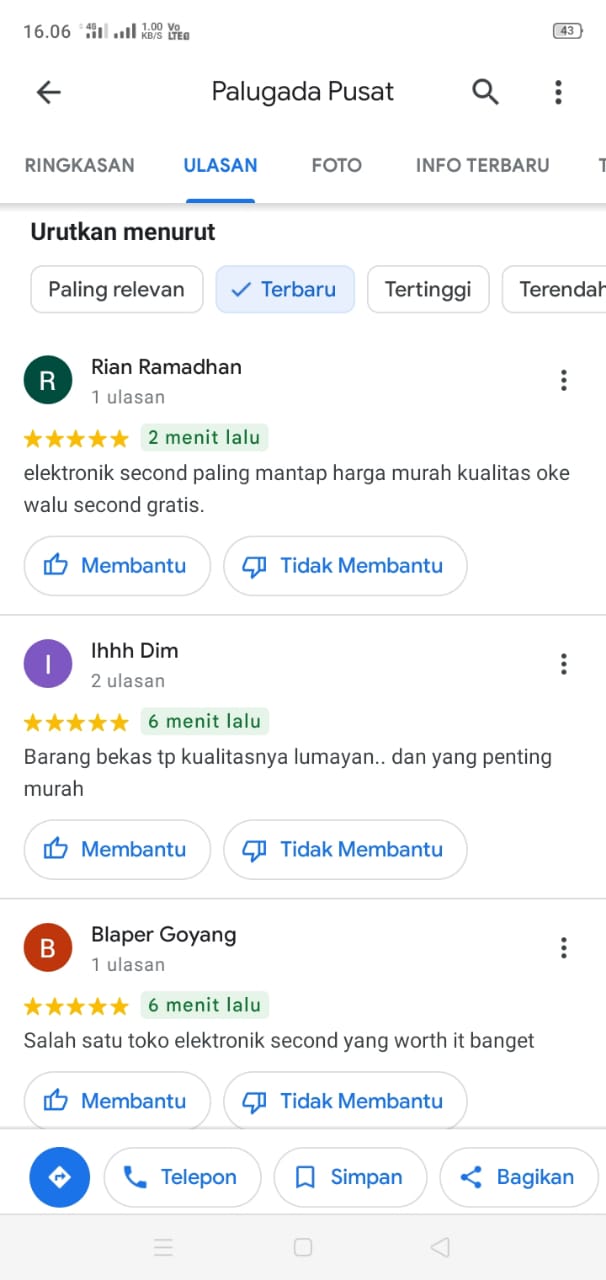 16.06 4G 1.00 KB/S Vo LTE 43
Palugada Pusat
RINGKASAN ULASAN FOTO INFO TERBARU T
Urutkan menurut
Paling relevan Terbaru Tertinggi Terendah
R Rian Ramadhan
1 ulasan
2 menit lalu
elektronik second paling mantap harga murah kualitas oke
walu second gratis.
Membantu Tidak Membantu
I Ihhh Dim
2 ulasan
6 menit lalu
Barang bekas tp kualitasnya lumayan.. dan yang penting
murah
Membantu Tidak Membantu
B Blaper Goyang
1 ulasan
6 menit lalu
Salah satu toko elektronik second yang worth it banget
Membantu Tidak Membantu
Telepon Simpan Bagikan